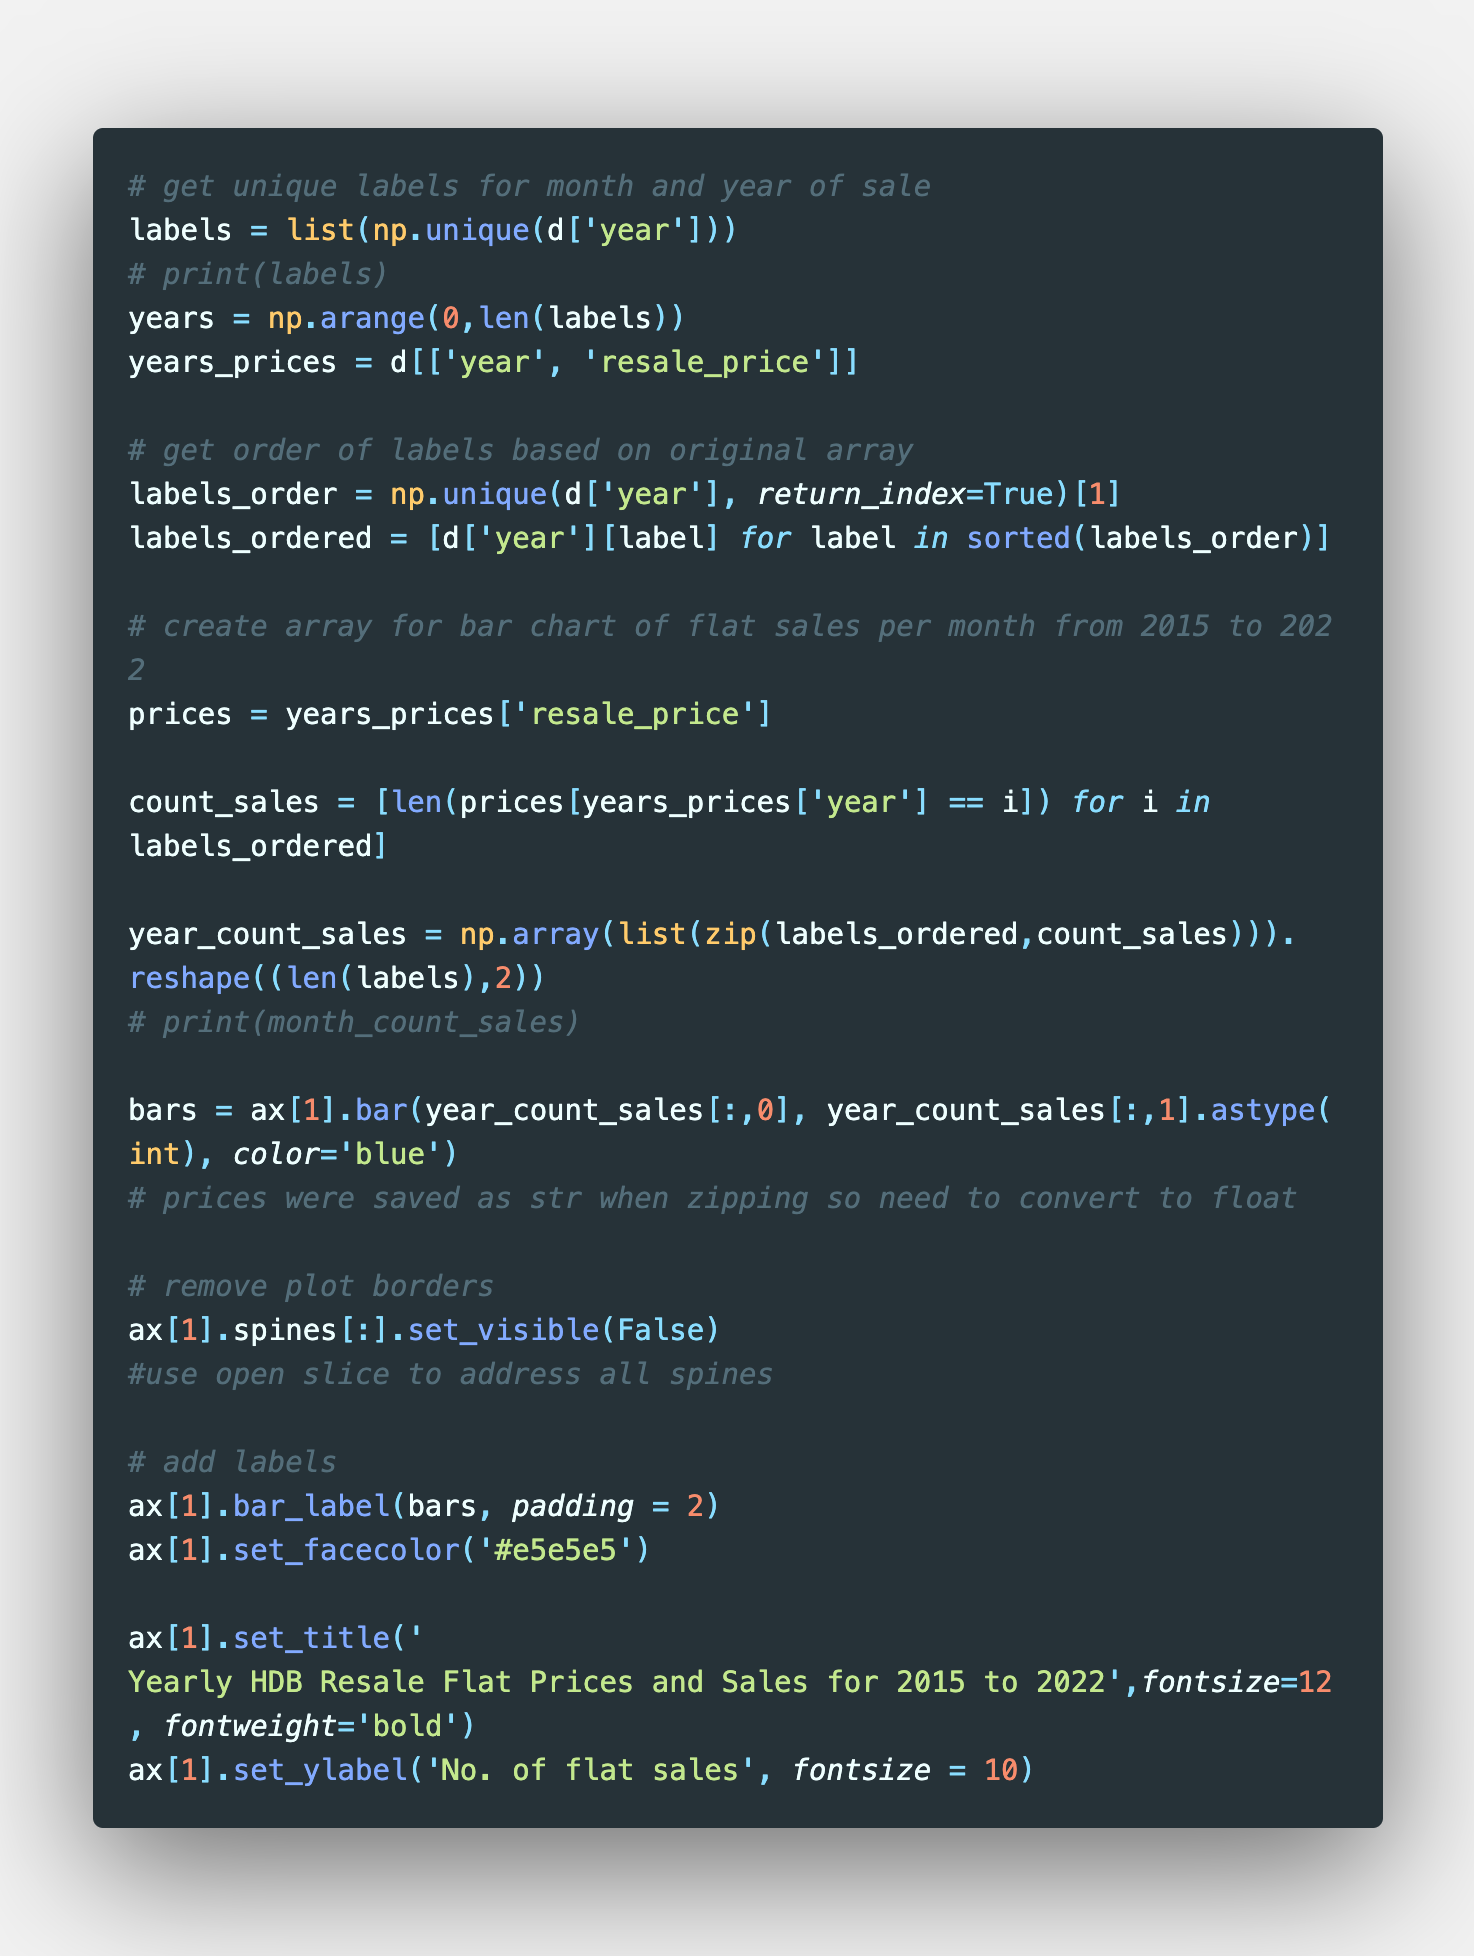 # get unique labels for month and year of sale
labels = list(np.unique(d['year']))
# print(labels)
years = np.arange(0,len(labels))
years_prices = d[['year', 'resale_price']]
# get order of labels based on original array
labels_order = np.unique(d['year'], return_index=True)[1]
labels_ordered = [d['year'][label] for label in sorted(labels_order)]
# create array for bar chart of flat sales per month from 2015 to 202
2
prices = years_prices['resale_price']
count_sales = [len(prices[years_prices['year'] == i]) for i in
labels_ordered]
year_count_sales = np.array(list(zip(labels_ordered,count_sales))).
reshape((len(labels),2))
# print(month_count_sales)
bars = ax[1].bar(year_count_sales[:,0], year_count_sales[:,1].astype(
int), color='blue')
# prices were saved as str when zipping so need to convert to float
# remove plot borders
ax[1].spines[:].set_visible(False)
#use open slice to address all spines
# add labels
ax[1].bar_label(bars, padding = 2)
ax[1].set_facecolor('#e5e5e5')
ax[1].set_title('
Yearly HDB Resale Flat Prices and Sales for 2015 to 2022',fontsize=12
, fontweight='bold')
ax[1].set_ylabel('No. of flat sales', fontsize = 10)